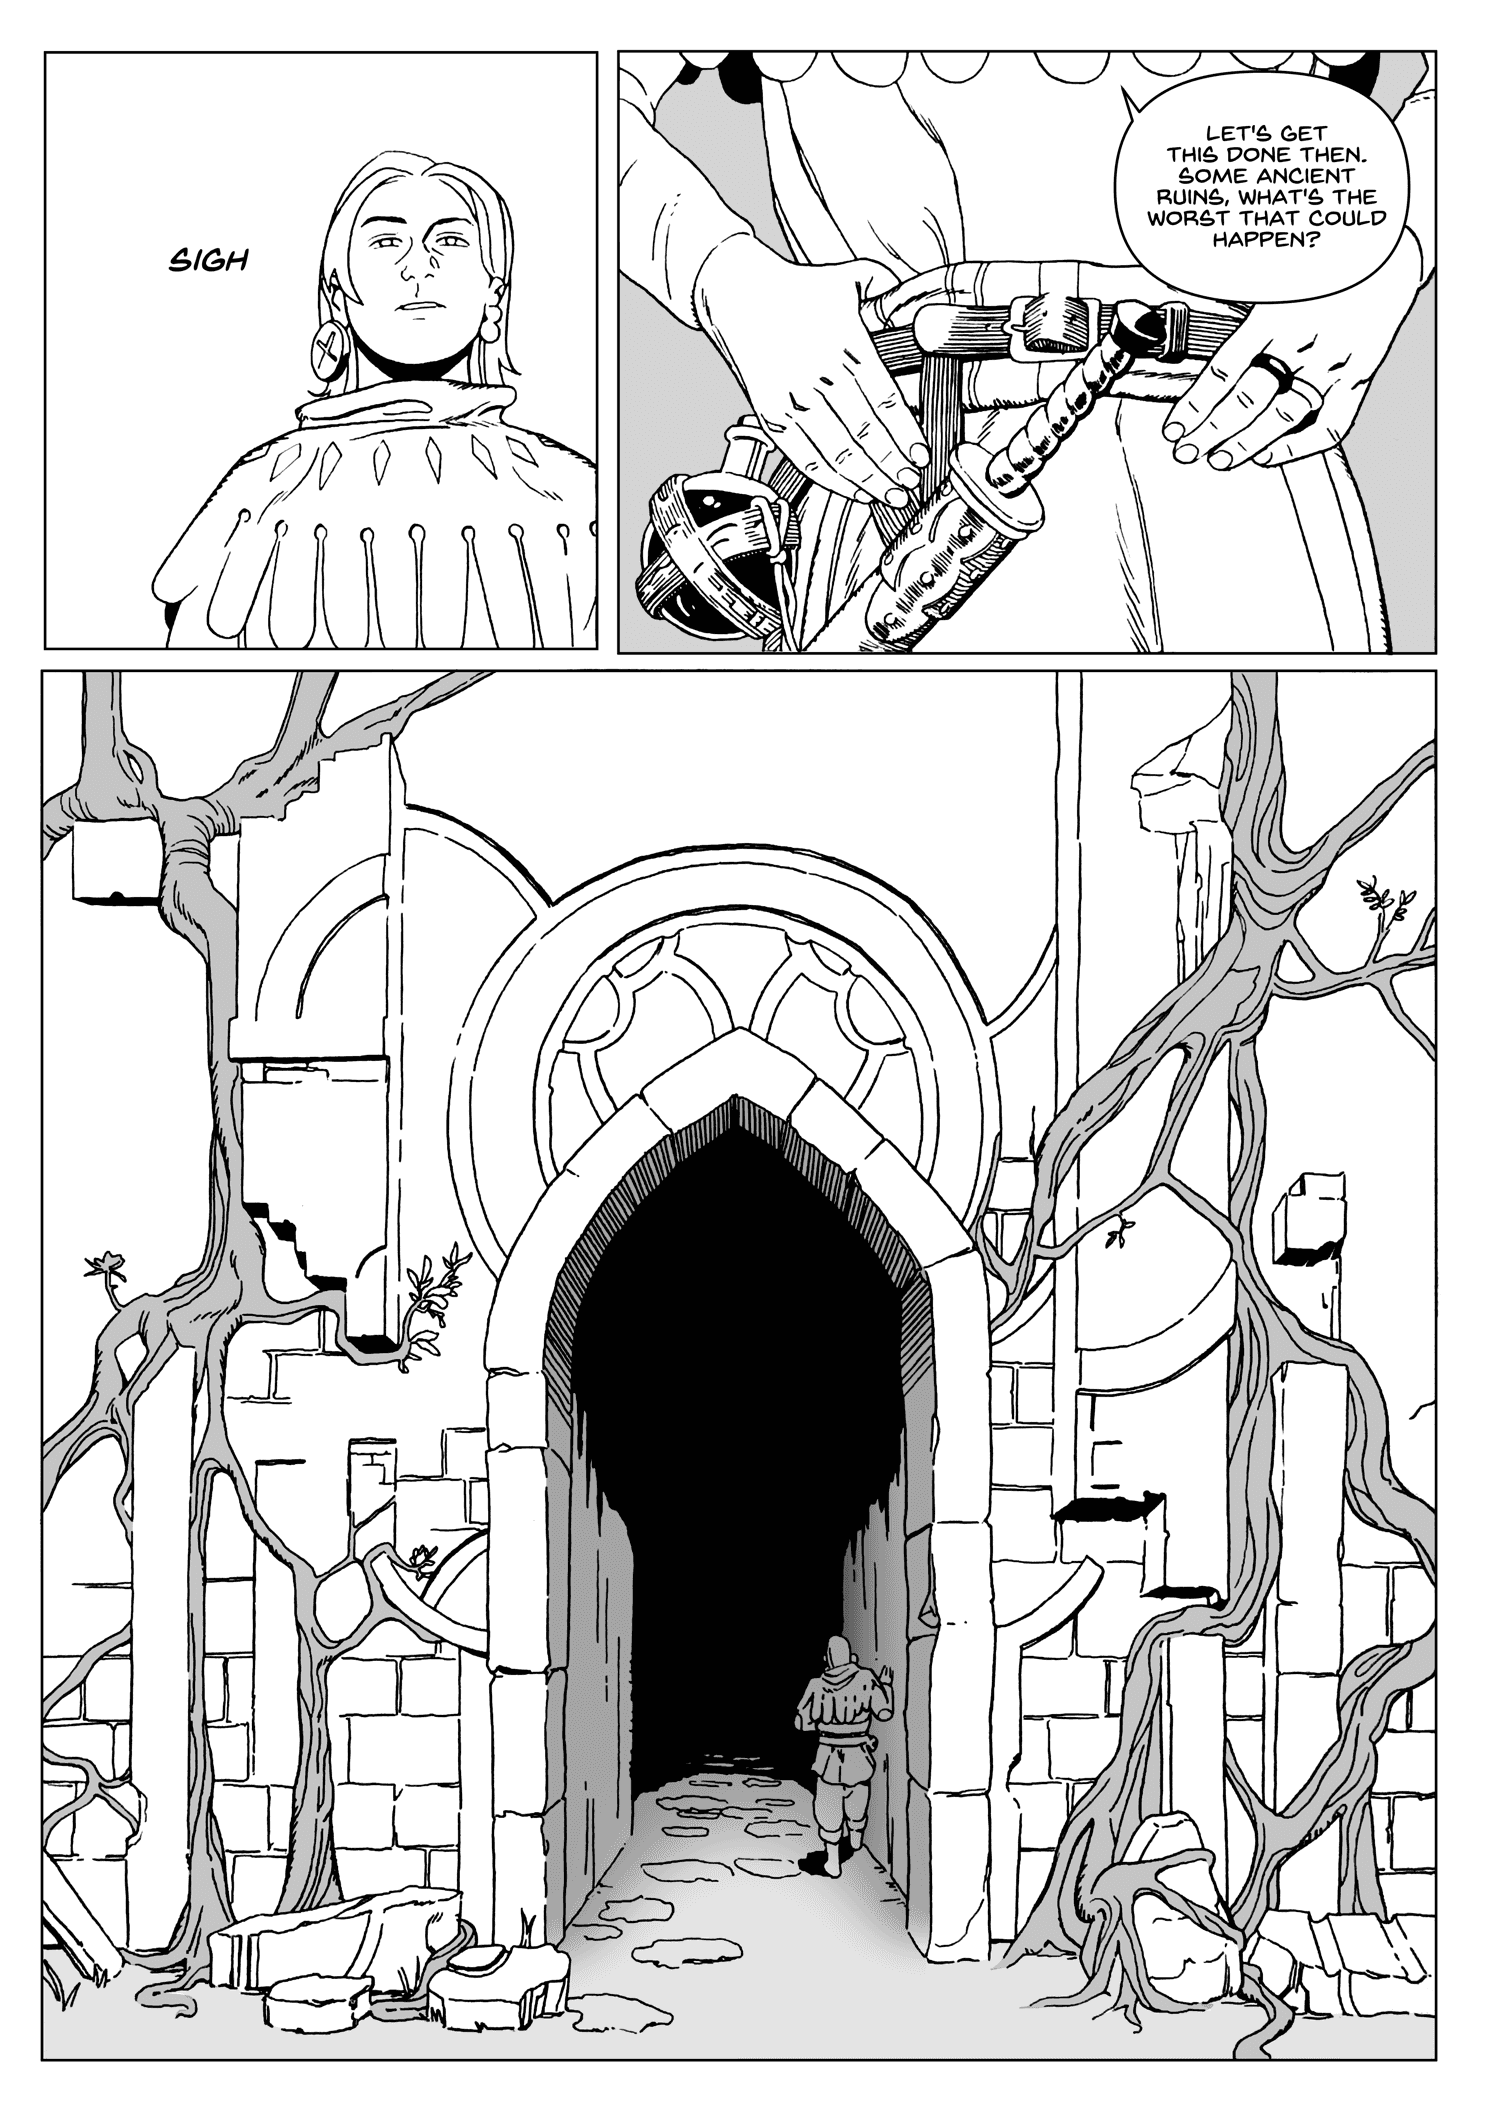 SIGH
LET'S GET
THIS DONE THEN.
SOME ANCIENT
RUINS, WHAT'S THE
WORST THAT COULD
HAPPEN?